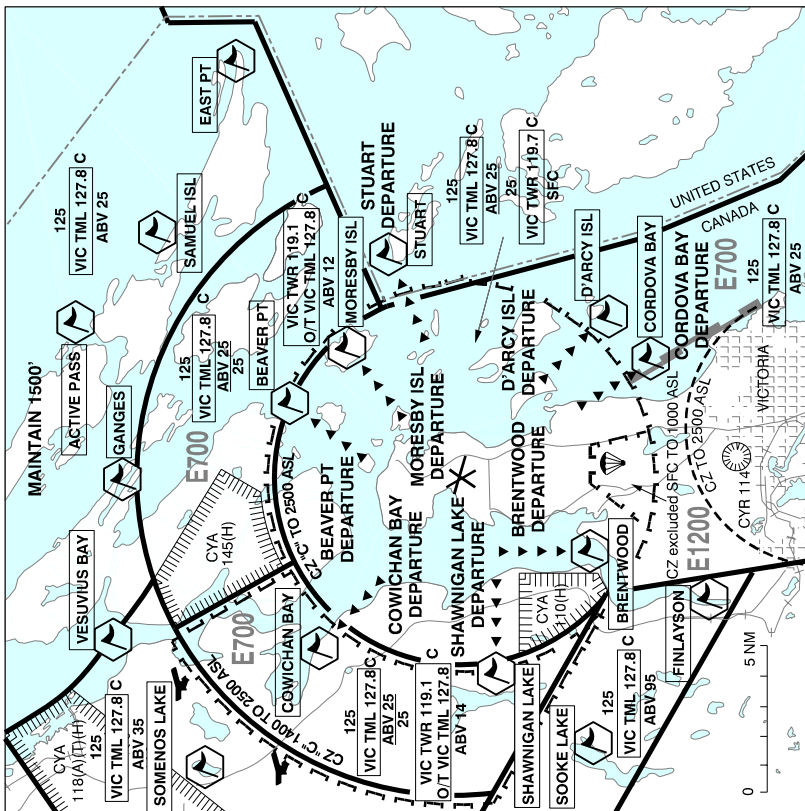 EAST PT
125
VIC TML 127.8 C
ABV 25
SAMUEL ISL
ACTIVE PASS
MAINTAIN 1500'
GANGES
VESUVIUS BAY
CYA
118(A)(T)(H)
125
VIC TML 127.8 C
ABV 35
SOMENOS LAKE
E700
125
VIC TML 127.8 C
ABV 25
25
BEAVER PT
VIC TWR 119.1 C
O/T VIC TML 127.8
ABV 12
MORESBY ISL
STUART
DEPARTURE
STUART
125
VIC TML 127.8 C
ABV 25
25
VIC TWR 119.7 C
SFC
UNITED STATES
CANADA
CYA
145(H)
E700
CZ "C" TO 2500 ASL
CZ "C" 1400 TO 2500 ASL
BEAVER PT
DEPARTURE
MORESBY ISL
DEPARTURE
D'ARCY ISL
DEPARTURE
D'ARCY ISL
CORDOVA BAY
CORDOVA BAY
DEPARTURE
E700
125
VIC TML 127.8 C
ABV 25
COWICHAN BAY
COWICHAN BAY
DEPARTURE
SHAWNIGAN LAKE
DEPARTURE
BRENTWOOD
DEPARTURE
125
VIC TML 127.8 C
ABV 25
25
VIC TWR 119.1 C
O/T VIC TML 127.8
ABV 14
SHAWNIGAN LAKE
CYA
110(H)
BRENTWOOD
CZ excluded SFC TO 1000 ASL
CZ TO 2500 ASL
VICTORIA
CYR 114
E1200
SOOKE LAKE
125
VIC TML 127.8 C
ABV 95
FINLAYSON
0
5 NM